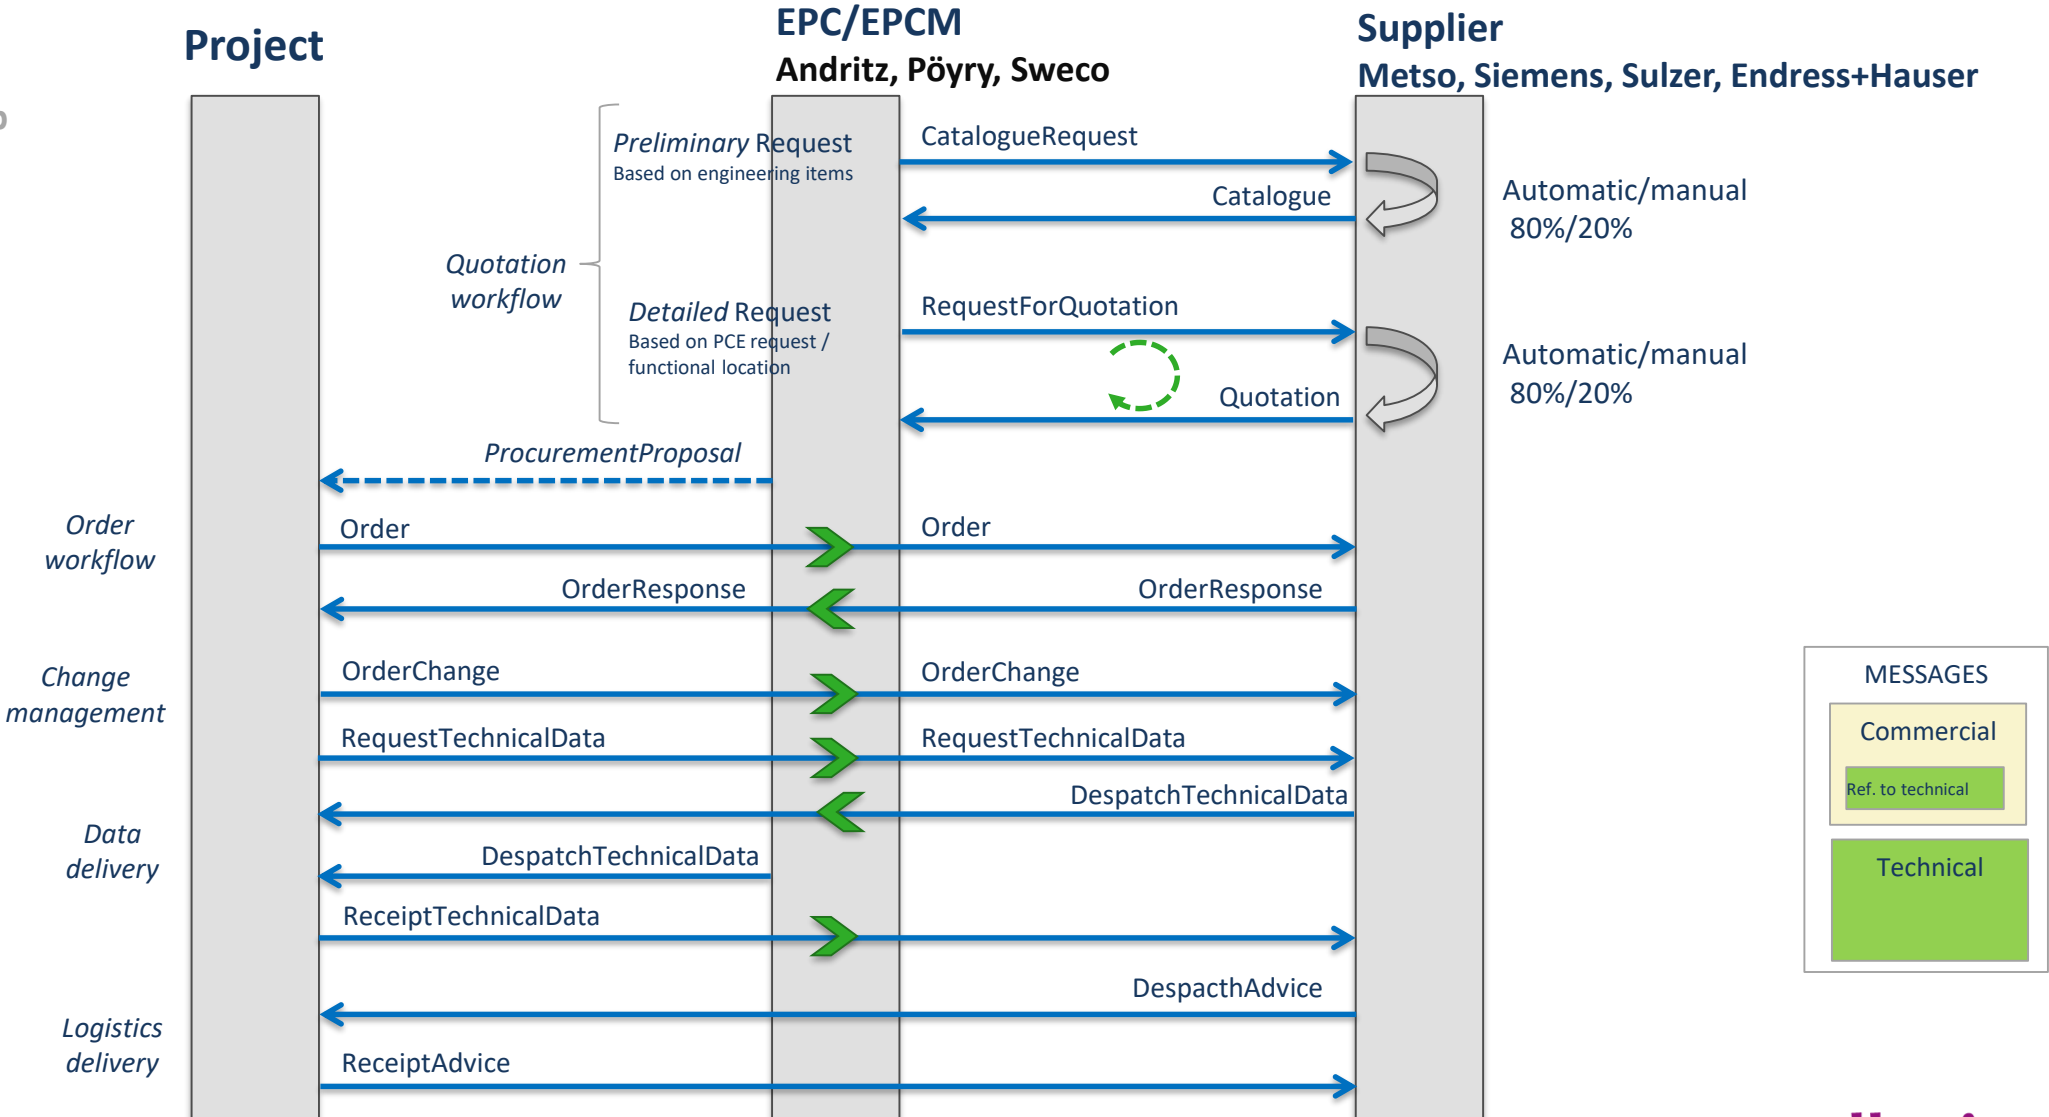 Project
EPC/EPCM
Andritz, Pöyry, Sweco
Supplier
Metso, Siemens, Sulzer, Endress+Hauser
Preliminary Request
Based on engineering items
CatalogueRequest
Catalogue
Automatic/manual
80%/20%
Quotation
workflow
Detailed Request
Based on PCE request /
functional location
RequestForQuotation
Quotation
Automatic/manual
80%/20%
ProcurementProposal
Order
workflow
Order
Order
OrderResponse
OrderResponse
Change
management
OrderChange
OrderChange
RequestTechnicalData
RequestTechnicalData
DespatchTechnicalData
Data
delivery
DespatchTechnicalData
ReceiptTechnicalData
DespacthAdvice
Logistics
delivery
ReceiptAdvice
MESSAGES
Commercial
Ref. to technical
Technical